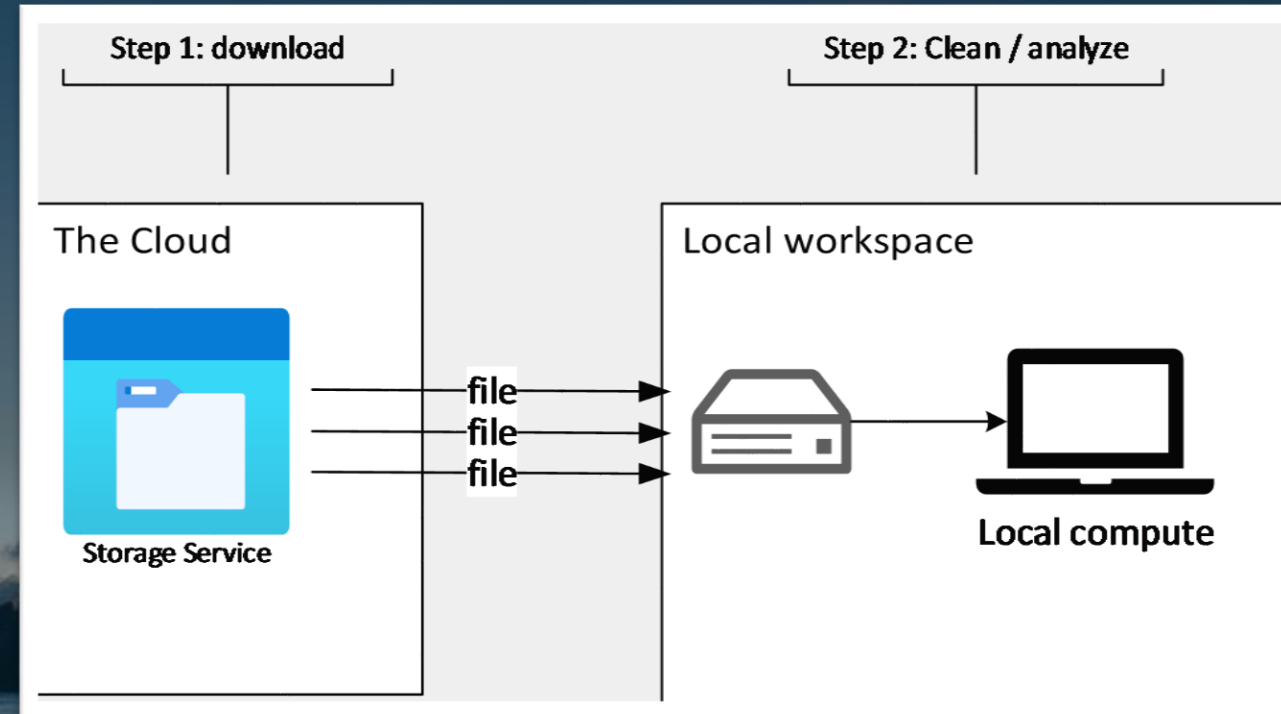 Step 1: download
Step 2: Clean / analyze
The Cloud
Storage Service
file
file
file
Local workspace
Local compute